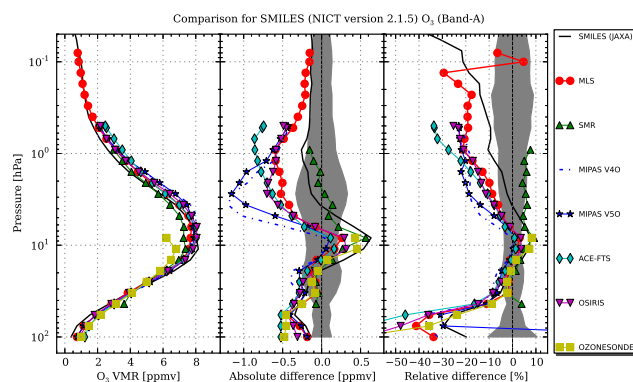 Comparison for SMILES (NICT version 2.1.5) O₃ (Band-A)
Pressure [hPa]
10⁻¹
10⁰
10¹
10²
0 2 4 6 8
O₃ VMR [ppmv]
−1.0 −0.5 0.0 0.5
Absolute difference [ppmv]
−50 −40 −30 −20 −10 0 10
Relative difference [%]
SMILES (JAXA)
MLS
SMR
MIPAS V4O
MIPAS V5O
ACE-FTS
OSIRIS
OZONESONDE